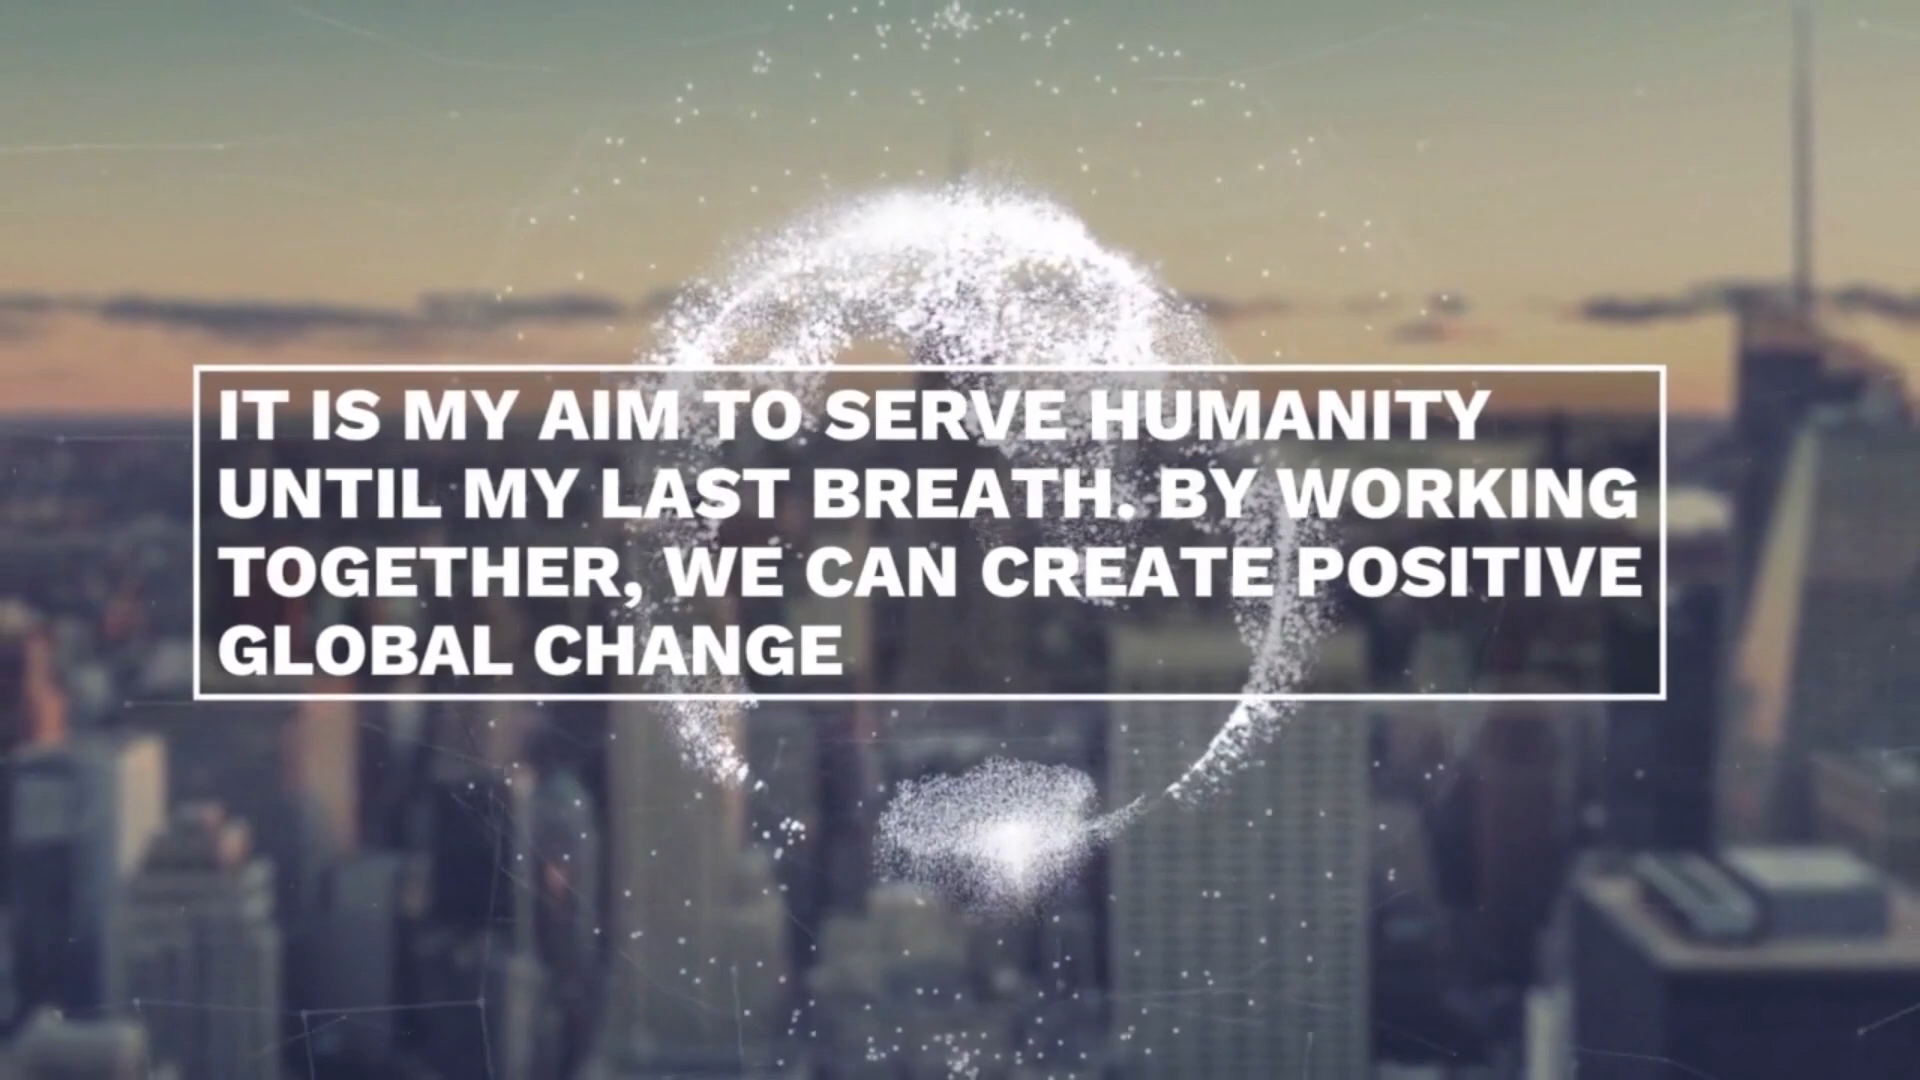 IT IS MY AIM TO SERVE HUMANITY
UNTIL MY LAST BREATH. BY WORKING
TOGETHER, WE CAN CREATE POSITIVE
GLOBAL CHANGE